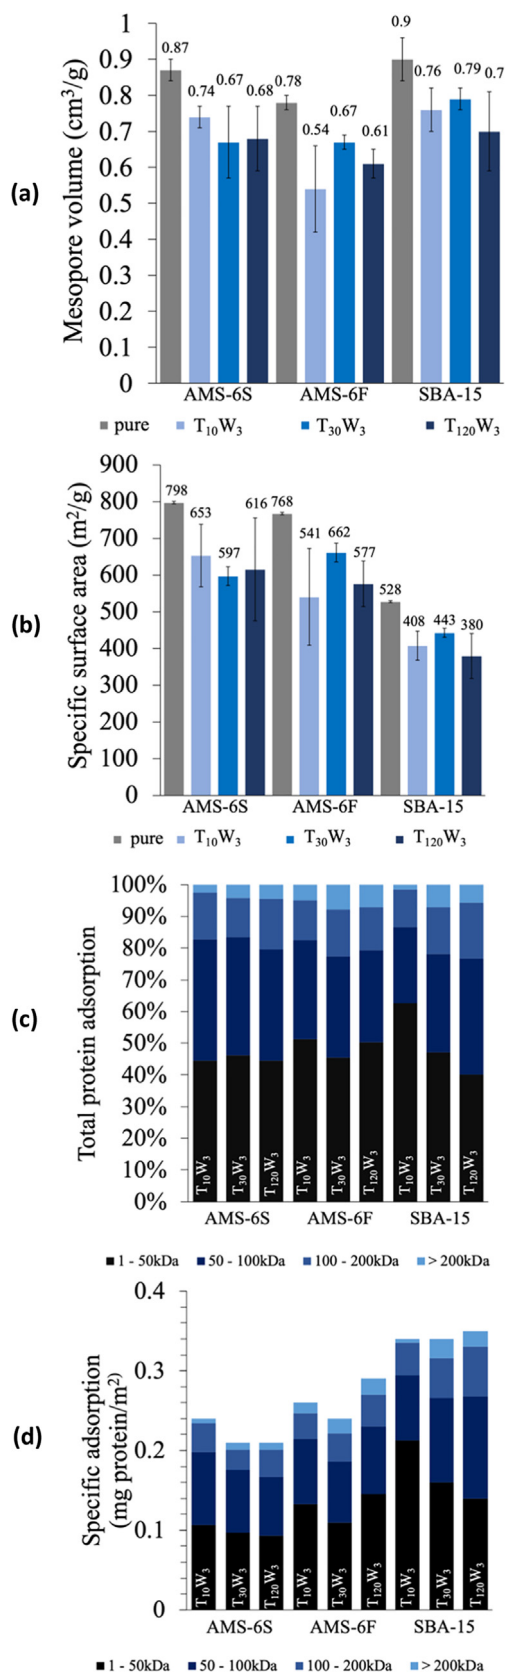 (a)
Mesopore volume (cm³/g)
1
0.9
0.8
0.7
0.6
0.5
0.4
0.3
0.2
0.1
0
0.87
0.74
0.67
0.68
0.78
0.54
0.67
0.61
0.9
0.76
0.79
0.7
AMS-6S AMS-6F SBA-15
pure T₁₀W₃ T₃₀W₃ T₁₂₀W₃
(b)
Specific surface area (m²/g)
900
800
700
600
500
400
300
200
100
0
798
653
597
616
768
541
662
577
528
408
443
380
AMS-6S AMS-6F SBA-15
pure T₁₀W₃ T₃₀W₃ T₁₂₀W₃
(c)
Total protein adsorption
100%
90%
80%
70%
60%
50%
40%
30%
20%
10%
0%
T₁₀W₃
T₃₀W₃
T₁₂₀W₃
T₁₀W₃
T₃₀W₃
T₁₂₀W₃
T₁₀W₃
T₃₀W₃
T₁₂₀W₃
AMS-6S AMS-6F SBA-15
1 - 50kDa 50 - 100kDa 100 - 200kDa > 200kDa
(d)
Specific adsorption
(mg protein/m²)
0.4
0.3
0.2
0.1
0
T₁₀W₃
T₃₀W₃
T₁₂₀W₃
T₁₀W₃
T₃₀W₃
T₁₂₀W₃
T₁₀W₃
T₃₀W₃
T₁₂₀W₃
AMS-6S AMS-6F SBA-15
1 - 50kDa 50 - 100kDa 100 - 200kDa > 200kDa